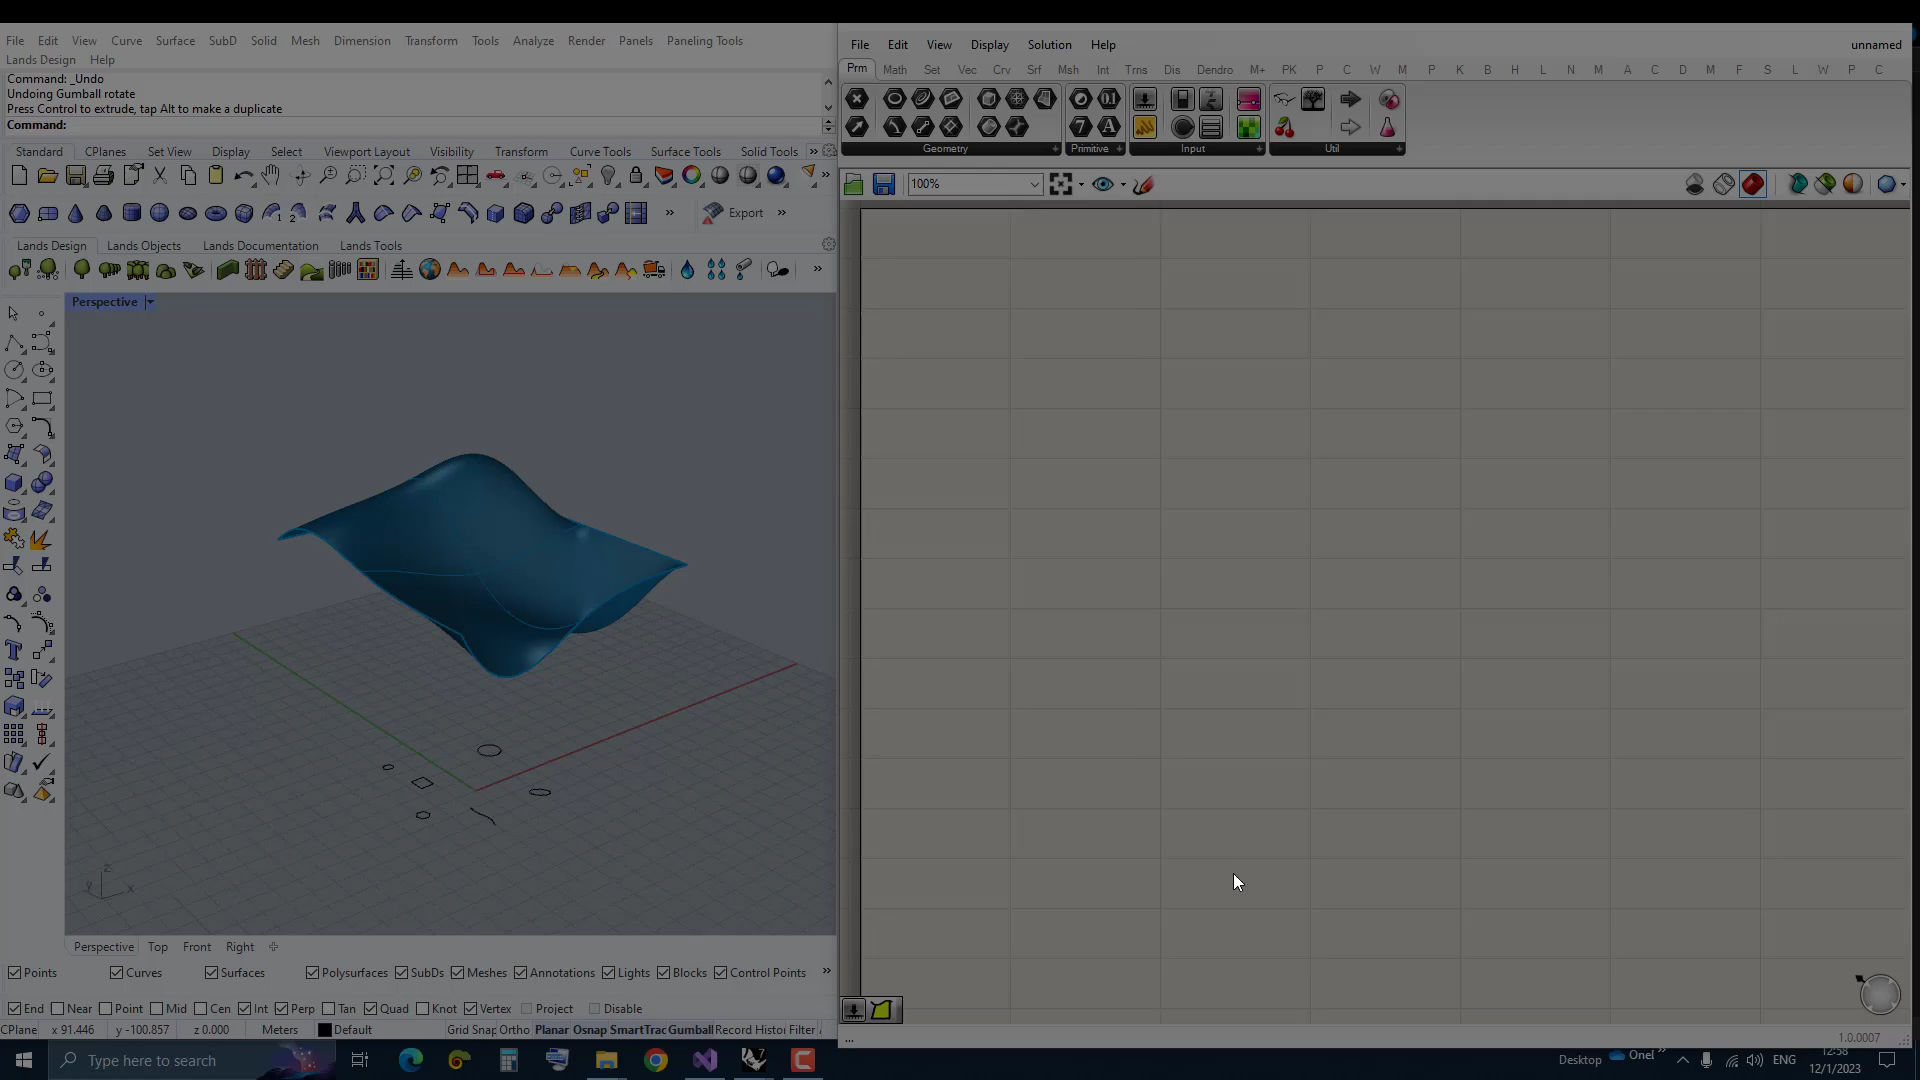 File Edit View Curve Surface SubD Solid Mesh Dimension Transform Tools Analyze Render Panels Paneling Tools
Lands Design Help
Command: _Undo
Undoing Gumball rotate
Press Control to extrude, tap Alt to make a duplicate
Command:
Standard CPlanes Set View Display Select Viewport Layout Visibility Transform Curve Tools Surface Tools Solid Tools
Export
Lands Design Lands Objects Lands Documentation Lands Tools
Perspective
z
y x
Perspective Top Front Right
Points Curves Surfaces Polysurfaces SubDs Meshes Annotations Lights Blocks Control Points
End Near Point Mid Cen Int Perp Tan Quad Knot Vertex Project Disable
CPlane x 91.446 y -100.857 z 0.000 Meters Default Grid Snap Ortho Planar Osnap SmartTrac Gumball Record Histo Filter
File Edit View Display Solution Help unnamed
Prm Math Set Vec Crv Srf Msh Int Trns Dis Dendro M+ PK P C W M P K B H L N M A C D M F S L W P C
Geometry Primitive Input Util
100%
...
1.0.0007
Type here to search
Desktop Onel ENG
12:58
12/1/2023